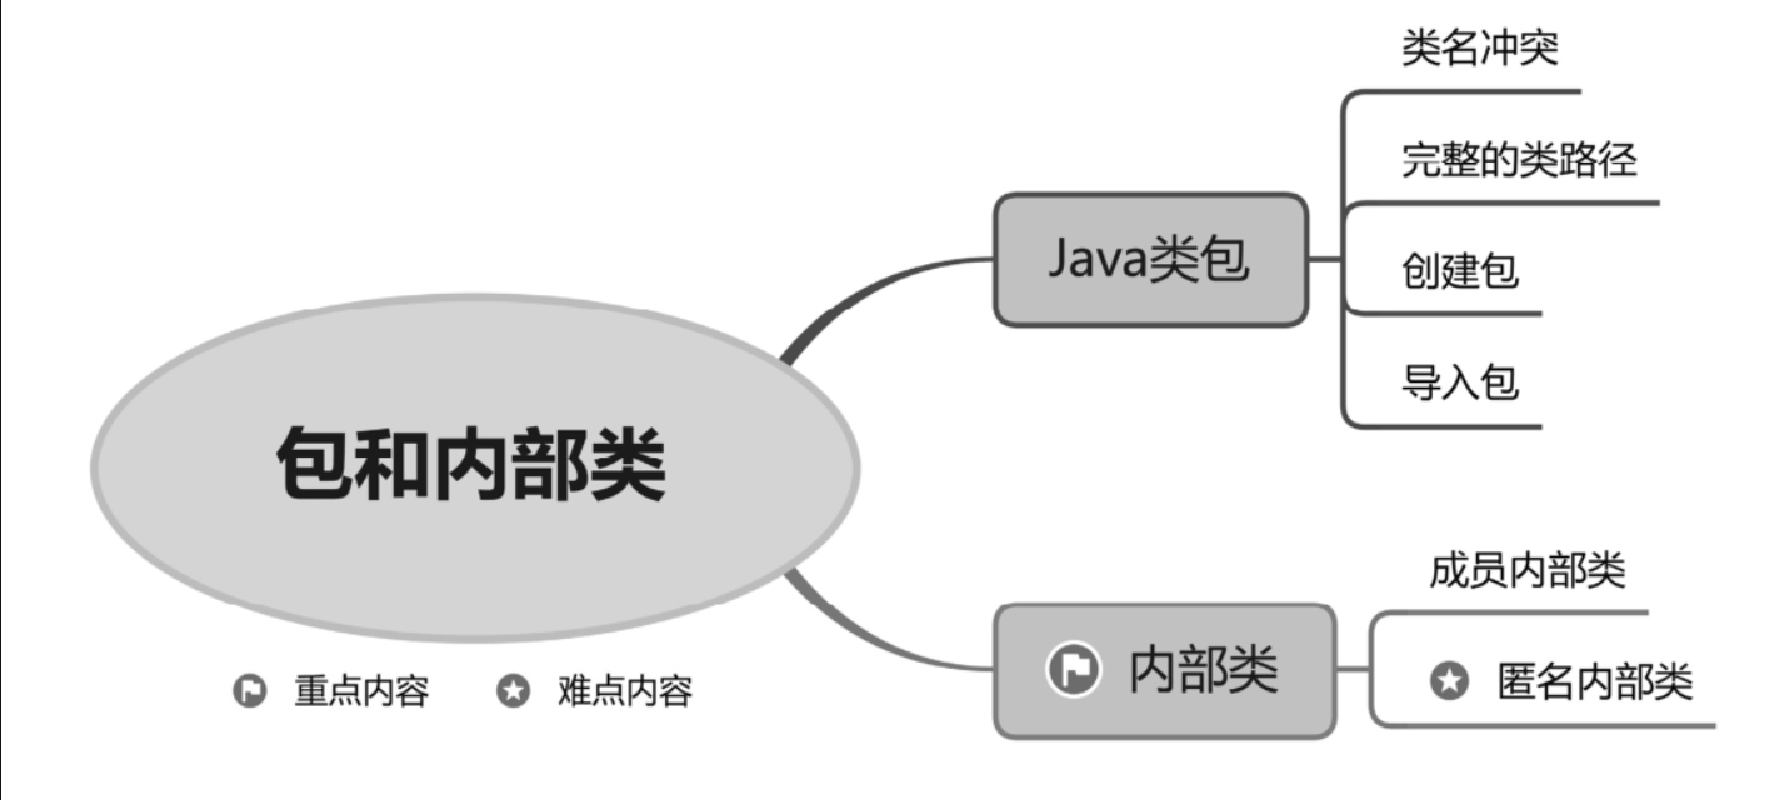 包和内部类
重点内容
难点内容
Java类包
类名冲突
完整的类路径
创建包
导入包
内部类
成员内部类
匿名内部类